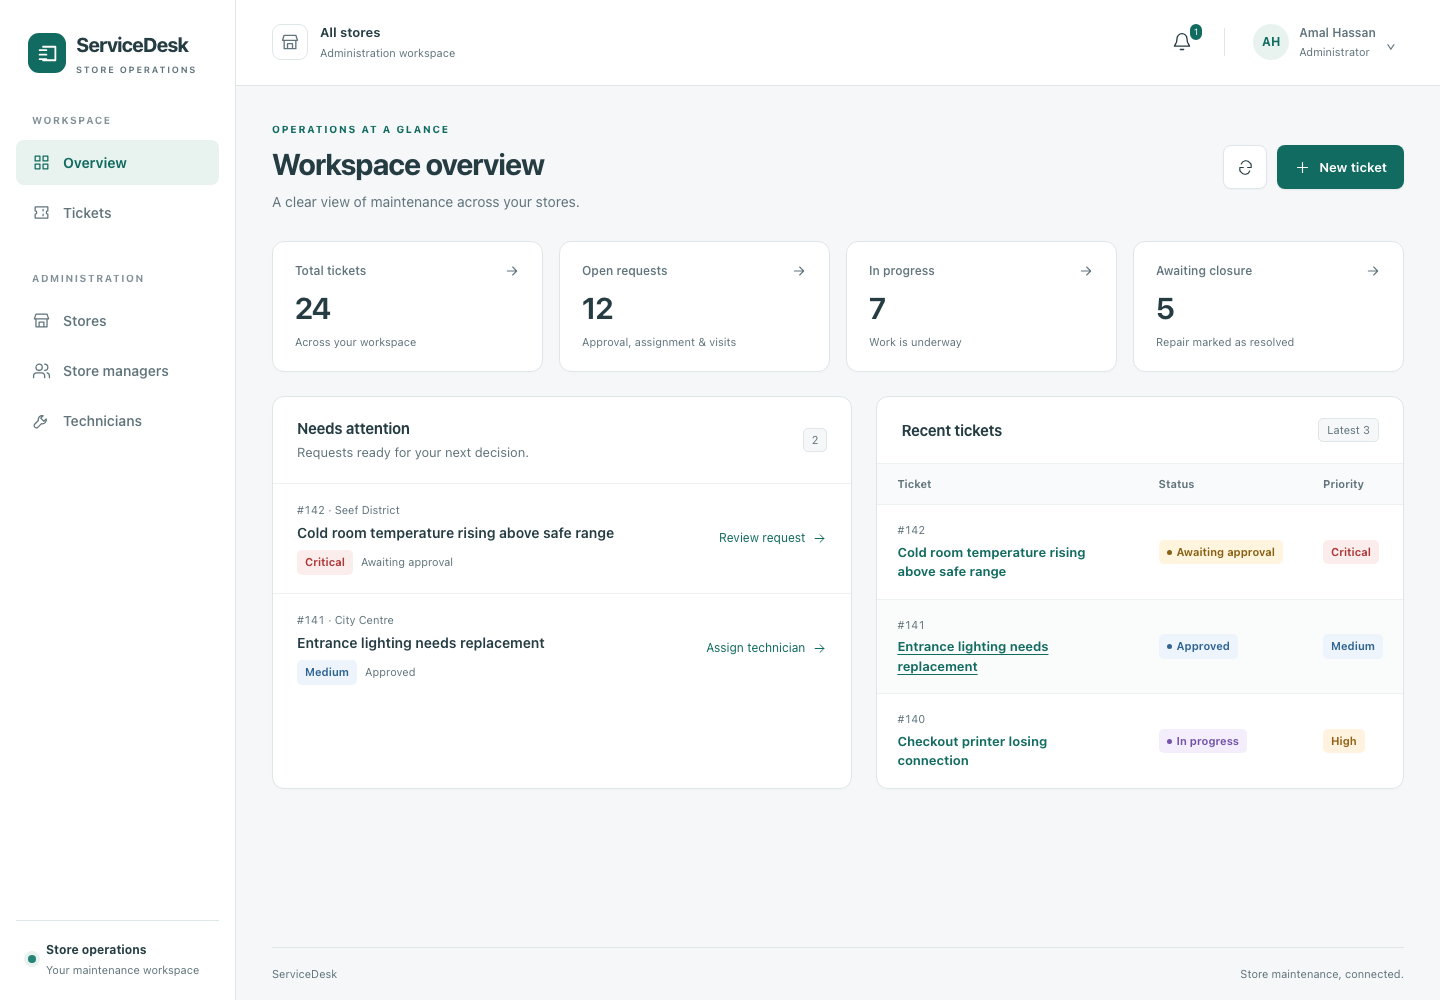 ServiceDesk
STORE OPERATIONS
WORKSPACE
Overview
Tickets
ADMINISTRATION
Stores
Store managers
Technicians
Store operations
Your maintenance workspace
All stores
Administration workspace
1
AH
Amal Hassan
Administrator
OPERATIONS AT A GLANCE
Workspace overview
A clear view of maintenance across your stores.
New ticket
Total tickets
24
Across your workspace
Open requests
12
Approval, assignment & visits
In progress
7
Work is underway
Awaiting closure
5
Repair marked as resolved
Needs attention
Requests ready for your next decision.
2
#142 · Seef District
Cold room temperature rising above safe range
Critical Awaiting approval
Review request →
#141 · City Centre
Entrance lighting needs replacement
Medium Approved
Assign technician →
Recent tickets
Latest 3
Ticket Status Priority
#142
Cold room temperature rising
above safe range
Awaiting approval
Critical
#141
Entrance lighting needs
replacement
Approved
Medium
#140
Checkout printer losing
connection
In progress
High
ServiceDesk
Store maintenance, connected.